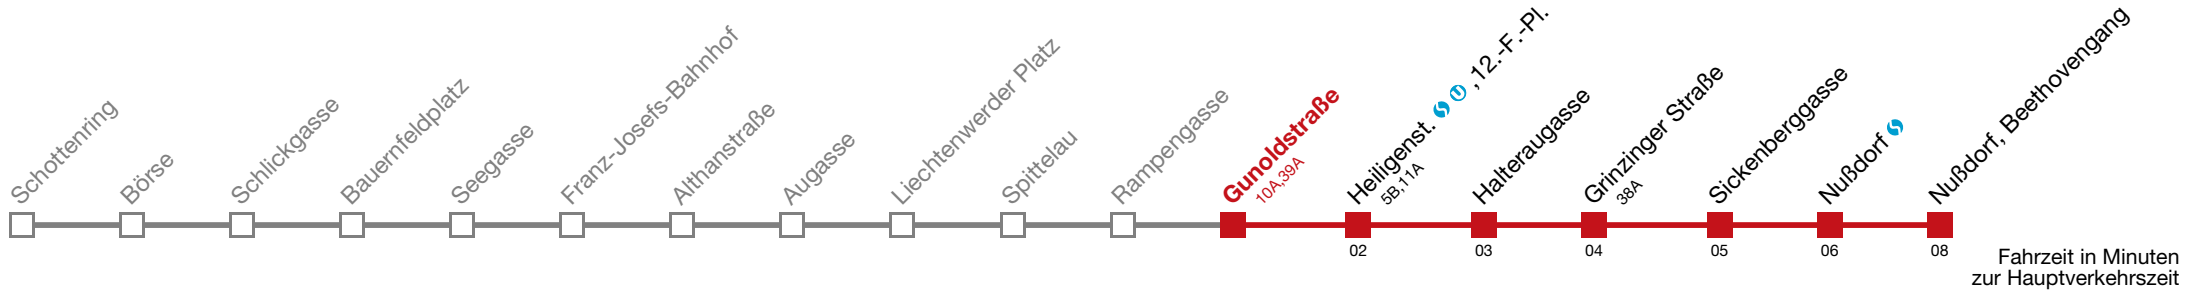 Schottenring
Börse
Schlickgasse
Bauernfeldplatz
Seegasse
Franz-Josefs-Bahnhof
Althanstraße
Augasse
Liechtenwerder Platz
Spittelau
Rampengasse
Gunoldstraße
10A,39A
Heiligenst. S U ,12.-F.-Pl.
5B,11A
02
Halteraugasse
03
Grinzinger Straße
38A
04
Sickenberggasse
05
Nußdorf S
06
Nußdorf, Beethovengang
08
Fahrzeit in Minuten
zur Hauptverkehrszeit